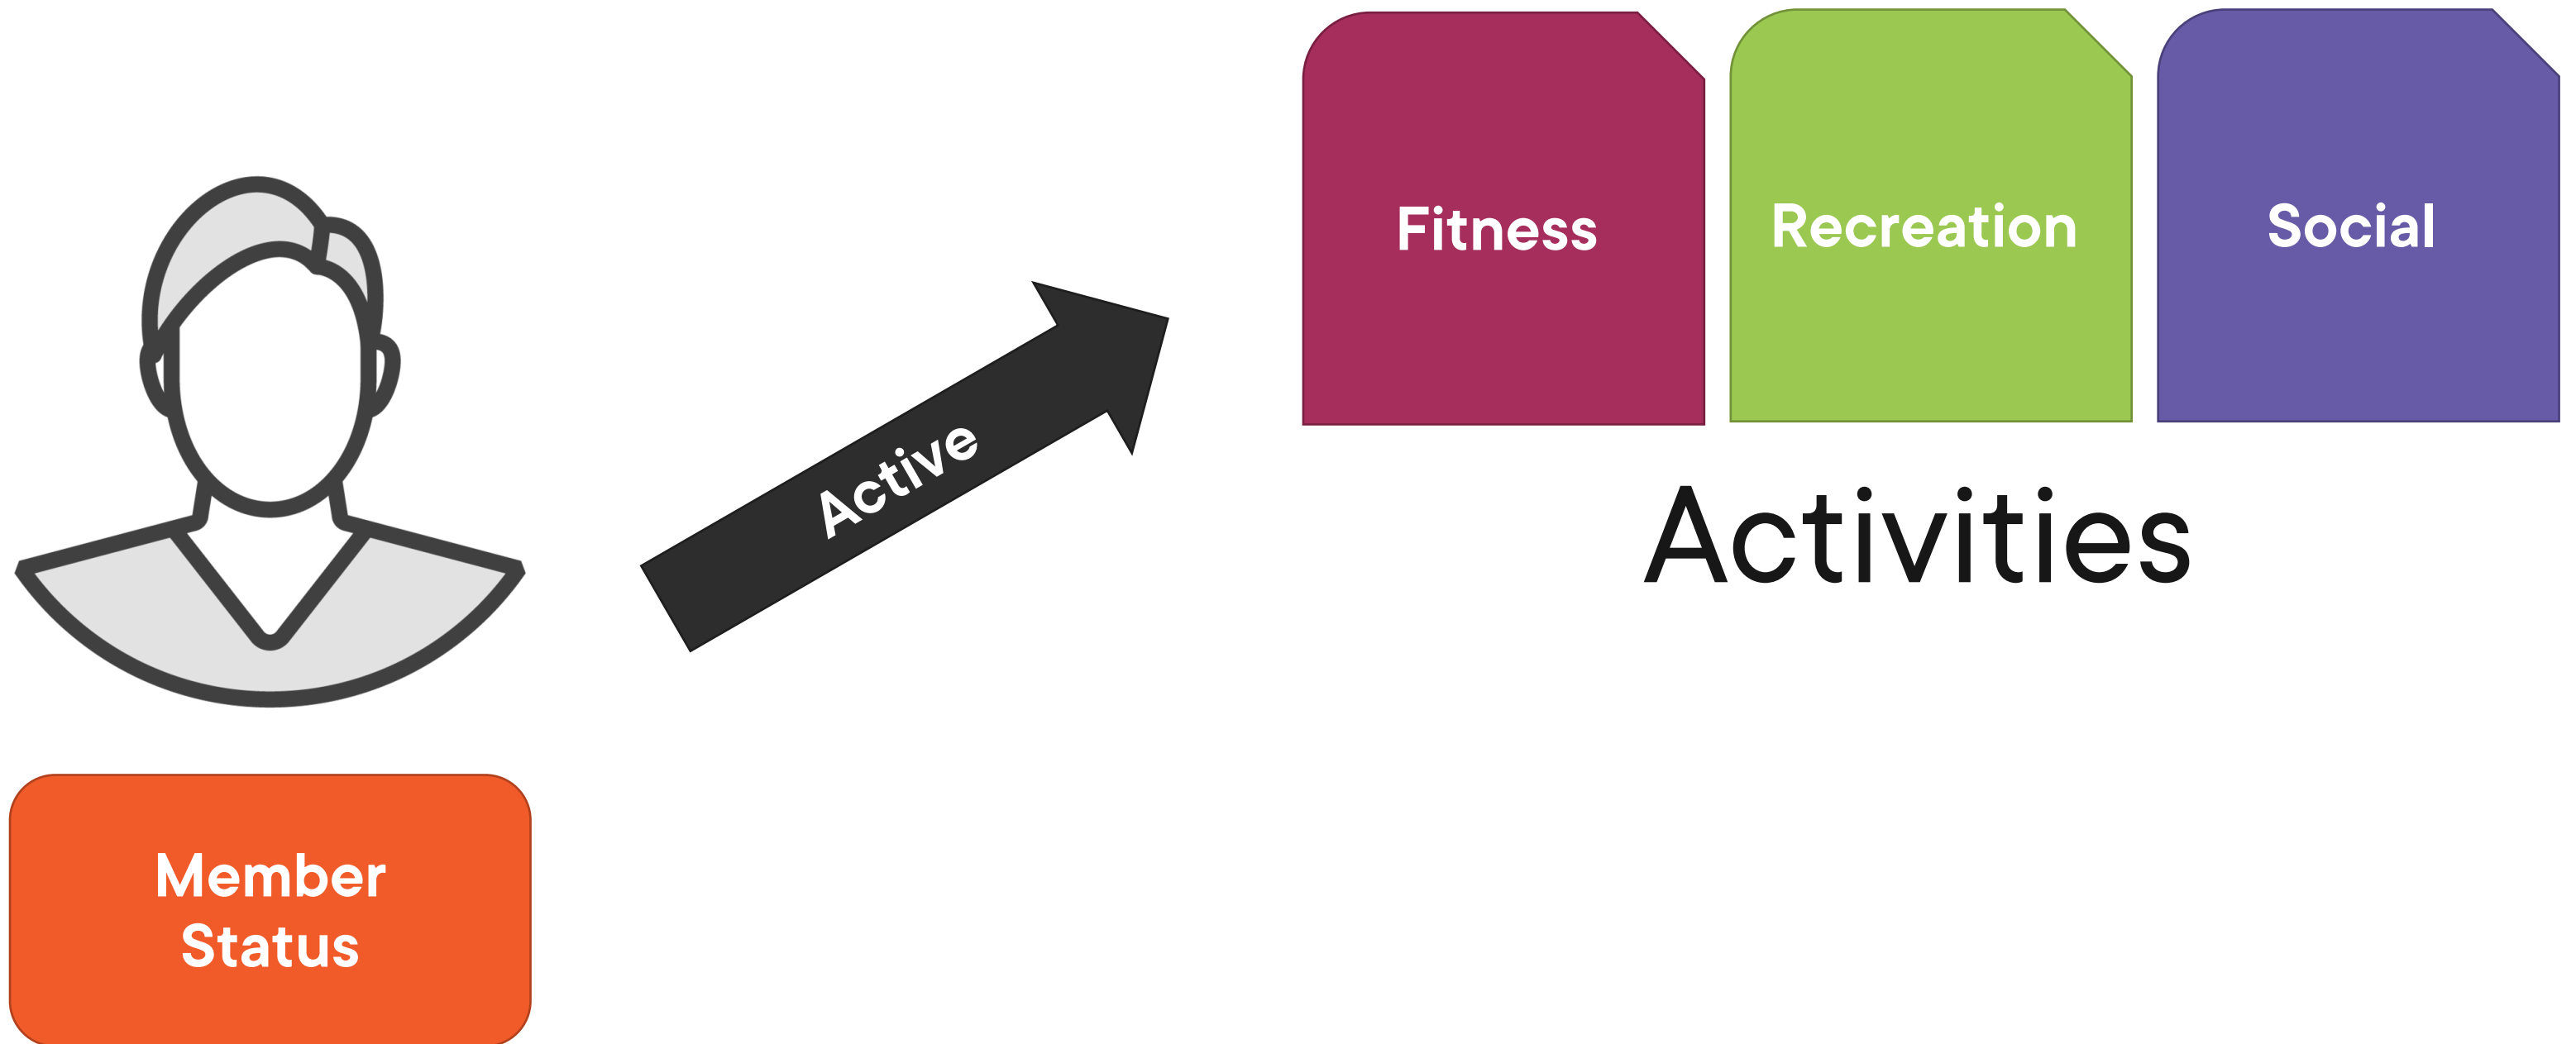 Fitness
Recreation
Social
Active
Activities
Member
Status